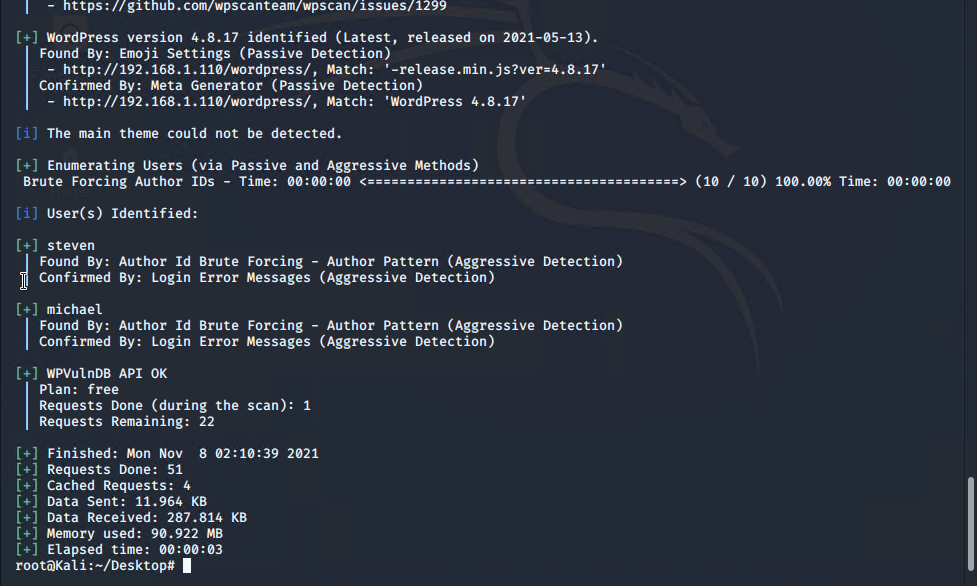 |  - https://github.com/wpscanteam/wpscan/issues/1299
[+] WordPress version 4.8.17 identified (Latest, released on 2021-05-13).
| Found By: Emoji Settings (Passive Detection)
|  - http://192.168.1.110/wordpress/, Match: '-release.min.js?ver=4.8.17'
| Confirmed By: Meta Generator (Passive Detection)
|  - http://192.168.1.110/wordpress/, Match: 'WordPress 4.8.17'
[i] The main theme could not be detected.
[+] Enumerating Users (via Passive and Aggressive Methods)
Brute Forcing Author IDs - Time: 00:00:00 <=======================================> (10 / 10) 100.00% Time: 00:00:00
[i] User(s) Identified:
[+] steven
| Found By: Author Id Brute Forcing - Author Pattern (Aggressive Detection)
| Confirmed By: Login Error Messages (Aggressive Detection)
[+] michael
| Found By: Author Id Brute Forcing - Author Pattern (Aggressive Detection)
| Confirmed By: Login Error Messages (Aggressive Detection)
[+] WPVulnDB API OK
| Plan: free
| Requests Done (during the scan): 1
| Requests Remaining: 22
[+] Finished: Mon Nov  8 02:10:39 2021
[+] Requests Done: 51
[+] Cached Requests: 4
[+] Data Sent: 11.964 KB
[+] Data Received: 287.814 KB
[+] Memory used: 90.922 MB
[+] Elapsed time: 00:00:03
root@Kali:~/Desktop#